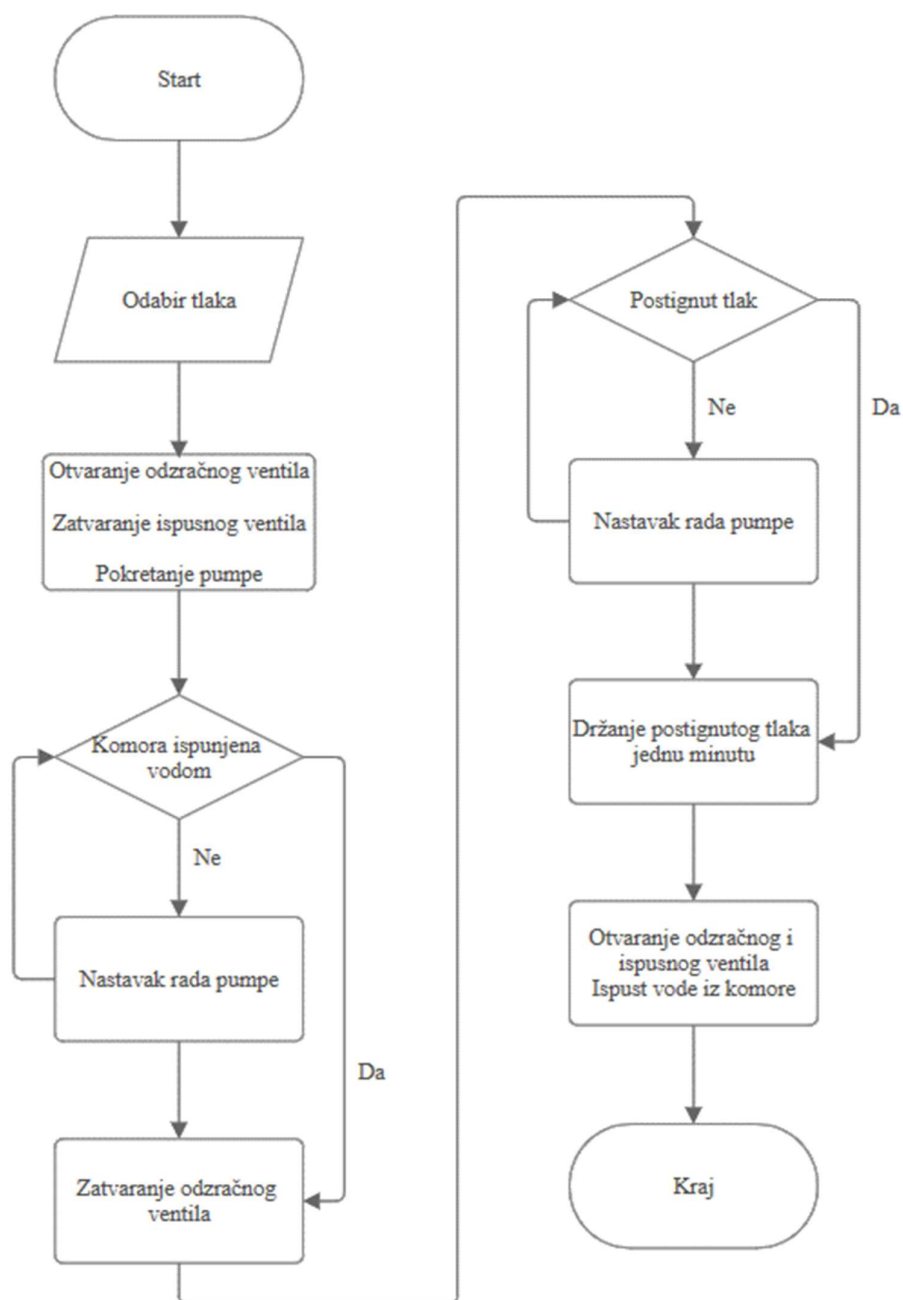 Start
Odabir tlaka
Otvaranje odzračnog ventila
Zatvaranje ispusnog ventila
Pokretanje pumpe
Komora ispunjena
vodom
Ne
Nastavak rada pumpe
Da
Zatvaranje odzračnog
ventila
Postignut tlak
Ne
Da
Nastavak rada pumpe
Držanje postignutog tlaka
jednu minutu
Otvaranje odzračnog i
ispusnog ventila
Ispust vode iz komore
Kraj